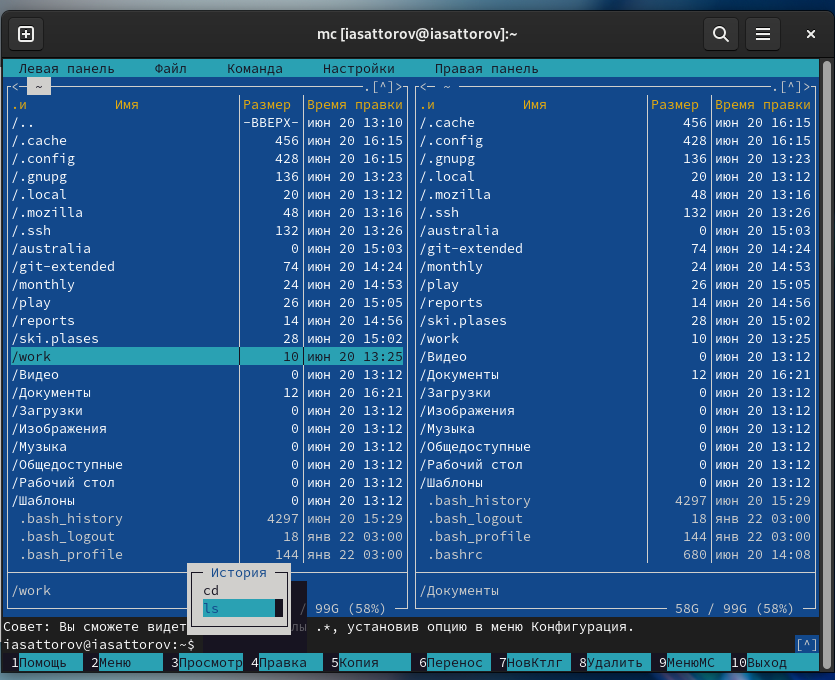 mc [iasattorov@iasattorov]:~
Левая панель Файл Команда Настройки Правая панель
<─ ~ .[^]>
.и Имя Размер Время правки
/.. -ВВЕРХ- июн 20 13:10
/.cache 456 июн 20 16:15
/.config 428 июн 20 16:15
/.gnupg 136 июн 20 13:23
/.local 20 июн 20 13:12
/.mozilla 48 июн 20 13:16
/.ssh 132 июн 20 13:26
/australia 0 июн 20 15:03
/git-extended 74 июн 20 14:24
/monthly 24 июн 20 14:53
/play 26 июн 20 15:05
/reports 14 июн 20 14:56
/ski.plases 28 июн 20 15:02
/work 10 июн 20 13:25
/Видео 0 июн 20 13:12
/Документы 12 июн 20 16:21
/Загрузки 0 июн 20 13:12
/Изображения 0 июн 20 13:12
/Музыка 0 июн 20 13:12
/Общедоступные 0 июн 20 13:12
/Рабочий стол 0 июн 20 13:12
/Шаблоны 0 июн 20 13:12
.bash_history 4297 июн 20 15:29
.bash_logout 18 янв 22 03:00
.bash_profile 144 янв 22 03:00
/work
/ 99G (58%)
<─ ~ .[^]>
.и Имя Размер Время правки
/.cache 456 июн 20 16:15
/.config 428 июн 20 16:15
/.gnupg 136 июн 20 13:23
/.local 20 июн 20 13:12
/.mozilla 48 июн 20 13:16
/.ssh 132 июн 20 13:26
/australia 0 июн 20 15:03
/git-extended 74 июн 20 14:24
/monthly 24 июн 20 14:53
/play 26 июн 20 15:05
/reports 14 июн 20 14:56
/ski.plases 28 июн 20 15:02
/work 10 июн 20 13:25
/Видео 0 июн 20 13:12
/Документы 12 июн 20 16:21
/Загрузки 0 июн 20 13:12
/Изображения 0 июн 20 13:12
/Музыка 0 июн 20 13:12
/Общедоступные 0 июн 20 13:12
/Рабочий стол 0 июн 20 13:12
/Шаблоны 0 июн 20 13:12
.bash_history 4297 июн 20 15:29
.bash_logout 18 янв 22 03:00
.bash_profile 144 янв 22 03:00
.bashrc 680 июн 20 14:08
/Документы
58G / 99G (58%)
История
cd
ls
Совет: Вы сможете видет лы .*, установив опцию в меню Конфигурация.
iasattorov@iasattorov:~$ [^]
1Помощь 2Меню 3Просмотр 4Правка 5Копия 6Перенос 7НовКтлг 8Удалить 9МенюМС 10Выход